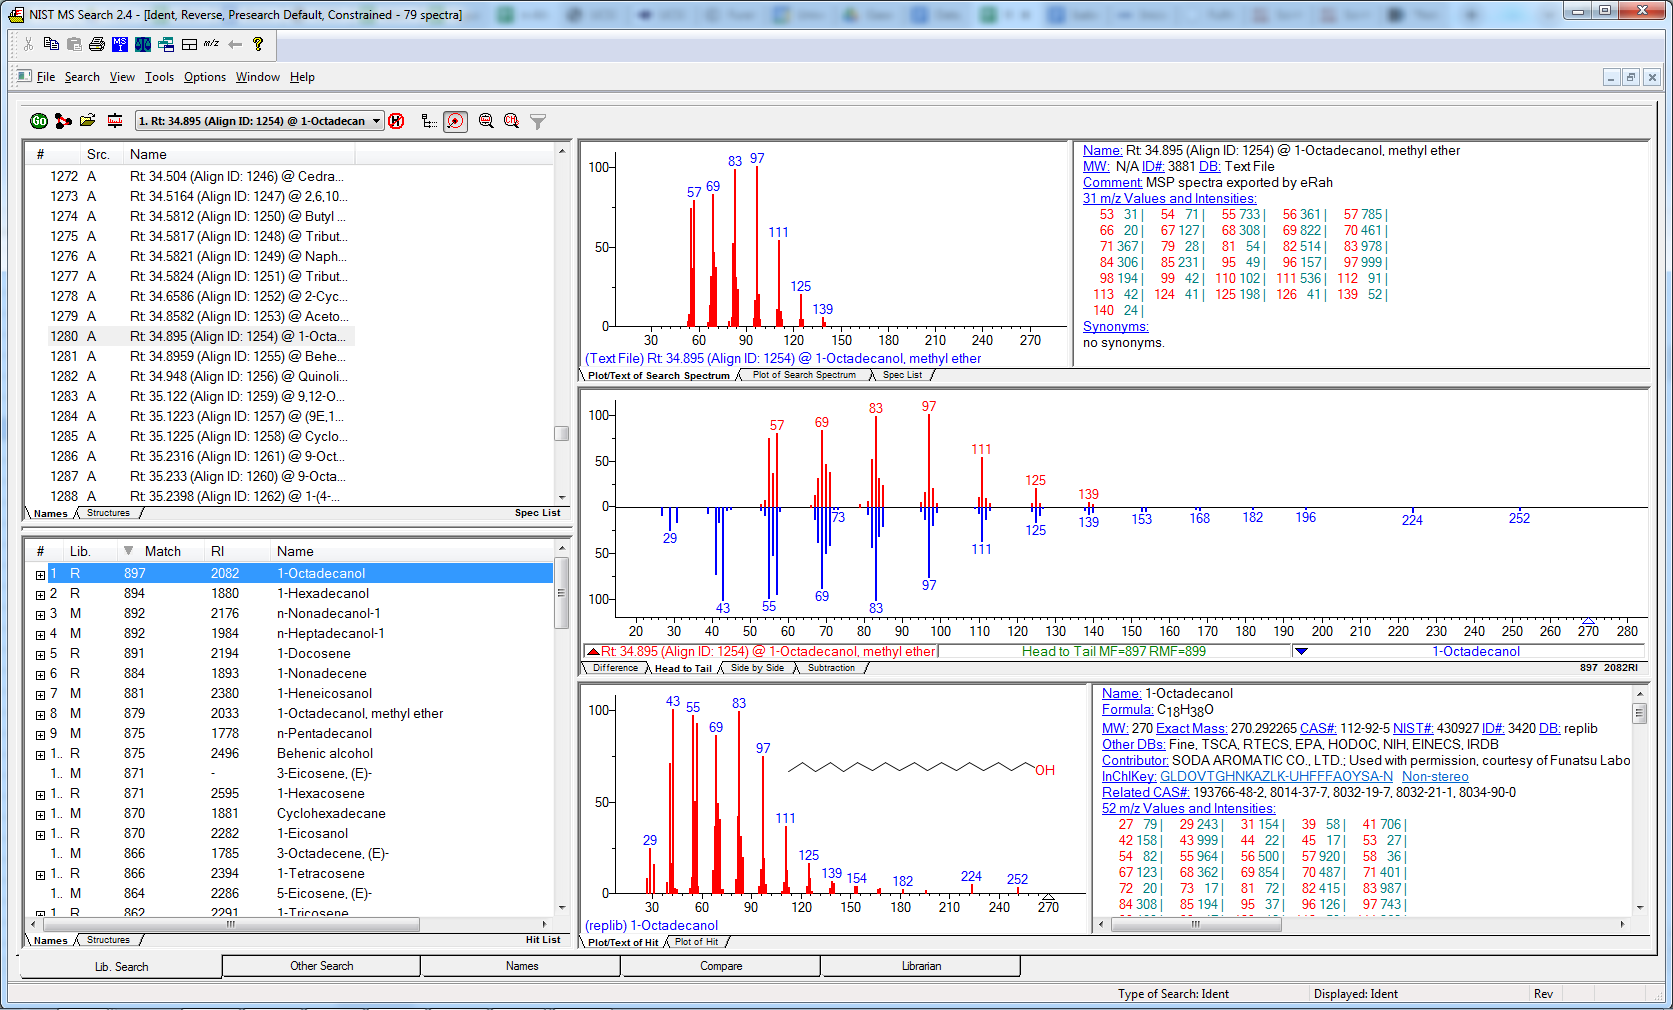 NIST MS Search 2.4 - [Ident, Reverse, Presearch Default, Constrained - 79 spectra]
File Search View Tools Options Window Help
1. Rt: 34.895 (Align ID: 1254) @ 1-Octadecan
# Src. Name
1272 A Rt: 34.504 (Align ID: 1246) @ Cedra...
1273 A Rt: 34.5164 (Align ID: 1247) @ 2,6,10...
1274 A Rt: 34.5812 (Align ID: 1250) @ Butyl ...
1275 A Rt: 34.5817 (Align ID: 1248) @ Tribut...
1276 A Rt: 34.5821 (Align ID: 1249) @ Naph...
1277 A Rt: 34.5824 (Align ID: 1251) @ Tribut...
1278 A Rt: 34.6586 (Align ID: 1252) @ 2-Cyc...
1279 A Rt: 34.8582 (Align ID: 1253) @ Aceto...
1280 A Rt: 34.895 (Align ID: 1254) @ 1-Octa...
1281 A Rt: 34.8959 (Align ID: 1255) @ Behe...
1282 A Rt: 34.948 (Align ID: 1256) @ Quinoli...
1283 A Rt: 35.122 (Align ID: 1259) @ 9,12-O...
1284 A Rt: 35.1223 (Align ID: 1257) @ (9E,1...
1285 A Rt: 35.1225 (Align ID: 1258) @ Cyclo...
1286 A Rt: 35.2316 (Align ID: 1261) @ 9-Oct...
1287 A Rt: 35.233 (Align ID: 1260) @ 9-Octa...
1288 A Rt: 35.2398 (Align ID: 1262) @ 1-(4-...
Names Structures Spec List
# Lib. Match RI Name
1 R 897 2082 1-Octadecanol
2 R 894 1880 1-Hexadecanol
3 M 892 2176 n-Nonadecanol-1
4 M 892 1984 n-Heptadecanol-1
5 R 891 2194 1-Docosene
6 R 884 1893 1-Nonadecene
7 M 881 2380 1-Heneicosanol
8 M 879 2033 1-Octadecanol, methyl ether
9 M 875 1778 n-Pentadecanol
1.. R 875 2496 Behenic alcohol
1.. M 871 - 3-Eicosene, (E)-
1.. R 871 2595 1-Hexacosene
1.. M 870 1881 Cyclohexadecane
1.. R 870 2282 1-Eicosanol
1.. M 866 1785 3-Octadecene, (E)-
1.. R 866 2394 1-Tetracosene
1.. M 864 2286 5-Eicosene, (E)-
1.. R 862 2291 1-Tricosene
Names Structures Hit List
100 50 0
57 69 83 97 111 125 139
30 60 90 120 150 180 210 240 270
(Text File) Rt: 34.895 (Align ID: 1254) @ 1-Octadecanol, methyl ether
Plot/Text of Search Spectrum Plot of Search Spectrum Spec List
Name: Rt: 34.895 (Align ID: 1254) @ 1-Octadecanol, methyl ether
MW: N/A ID#: 3881 DB: Text File
Comment: MSP spectra exported by eRah
31 m/z Values and Intensities:
53 31 | 54 71 | 55 733 | 56 361 | 57 785 |
66 20 | 67 127 | 68 308 | 69 822 | 70 461 |
71 367 | 79 28 | 81 54 | 82 514 | 83 978 |
84 306 | 85 231 | 95 49 | 96 157 | 97 999 |
98 194 | 99 42 | 110 102 | 111 536 | 112 91 |
113 42 | 124 41 | 125 198 | 126 41 | 139 52 |
140 24 |
Synonyms:
no synonyms.
100 50 0 50 100
57 69 83 97 111 125 139
29 43 55 69 73 83 97 111 125 139 153 168 182 196 224 252
20 30 40 50 60 70 80 90 100 110 120 130 140 150 160 170 180 190 200 210 220 230 240 250 260 270 280
Rt: 34.895 (Align ID: 1254) @ 1-Octadecanol, methyl ether Head to Tail MF=897 RMF=899 1-Octadecanol
Difference Head to Tail Side by Side Subtraction 897 2082RI
100 50 0
29 43 55 69 83 97 111 125 139 154 182 224 252
OH
30 60 90 120 150 180 210 240 270
(replib) 1-Octadecanol
Plot/Text of Hit Plot of Hit
Name: 1-Octadecanol
Formula: C18H38O
MW: 270 Exact Mass: 270.292265 CAS#: 112-92-5 NIST#: 430927 ID#: 3420 DB: replib
Other DBs: Fine, TSCA, RTECS, EPA, HODOC, NIH, EINECS, IRDB
Contributor: SODA AROMATIC CO., LTD.; Used with permission, courtesy of Funatsu Labo
InChIKey: GLDOVTGHNKAZLK-UHFFFAOYSA-N Non-stereo
Related CAS#: 193766-48-2, 8014-37-7, 8032-19-7, 8032-21-1, 8034-90-0
52 m/z Values and Intensities:
27 79 | 29 243 | 31 154 | 39 58 | 41 706 |
42 158 | 43 999 | 44 22 | 45 17 | 53 27 |
54 82 | 55 964 | 56 500 | 57 920 | 58 36 |
67 123 | 68 362 | 69 854 | 70 487 | 71 401 |
72 20 | 73 17 | 81 72 | 82 415 | 83 987 |
84 308 | 85 194 | 95 37 | 96 126 | 97 743 |
Lib. Search Other Search Names Compare Librarian
Type of Search: Ident Displayed: Ident Rev